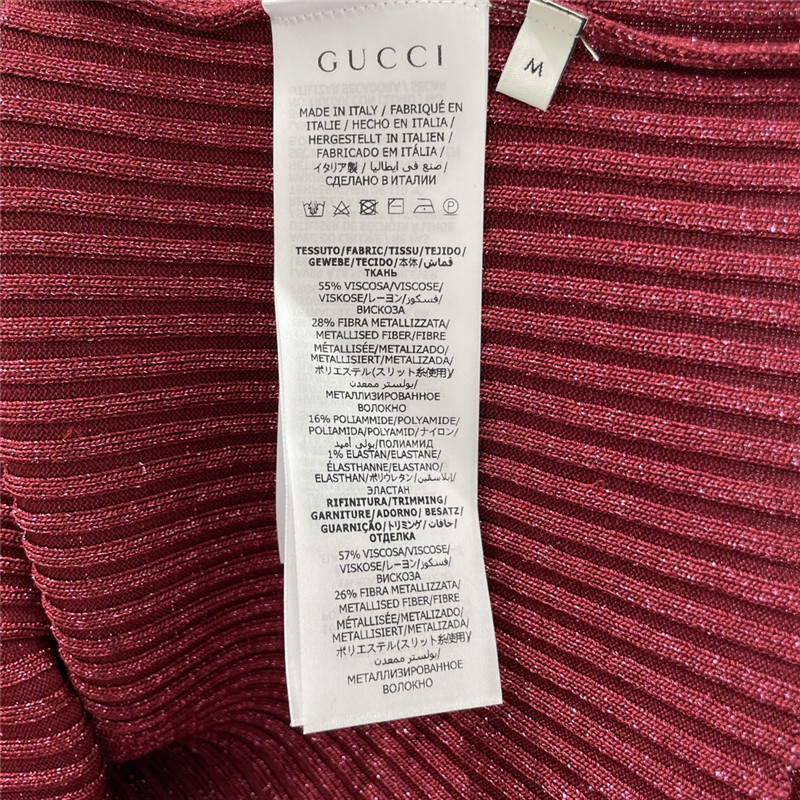 GUCCI
M
MADE IN ITALY / FABRIQUÉ EN
ITALIE / HECHO EN ITALIA /
HERGESTELLT IN ITALIEN /
FABRICADO EM ITÁLIA /
イタリア製 / صنع في ايطاليا /
СДЕЛАНО В ИТАЛИИ
TESSUTO/FABRIC/TISSU/TEJIDO/
GEWEBE/TECIDO/本体/قماش/
ТКАНЬ
55% VISCOSA/VISCOSE/
VISKOSE/レーヨン/فسكوز/
ВИСКОЗА
28% FIBRA METALLIZZATA/
METALLISED FIBER/FIBRE
MÉTALLISÉE/METALIZADO/
METALLISIERT/METALIZADA/
ポリエステル(スリット糸使用)/
بولستر ممعدن/
МЕТАЛЛИЗИРОВАННОЕ
ВОЛОКНО
16% POLIAMMIDE/POLYAMIDE/
POLIAMIDA/POLYAMID/ナイロン/
بولي أميد/ПОЛИАМИД
1% ELASTAN/ELASTANE/
ÉLASTHANNE/ELASTANO/
ELASTHAN/ポリウレタン/إيلاستين/
ЭЛАСТАН
RIFINITURA/TRIMMING/
GARNITURE/ADORNO/ BESATZ/
GUARNIÇÃO/トリミング/حافات/
ОТДЕЛКА
57% VISCOSA/VISCOSE/
VISKOSE/レーヨン/فسكوز/
ВИСКОЗА
26% FIBRA METALLIZZATA/
METALLISED FIBER/FIBRE
MÉTALLISÉE/METALIZADO/
METALLISIERT/METALIZADA/
ポリエステル(スリット糸使用)/
بولستر ممعدن/
МЕТАЛЛИЗИРОВАННОЕ
ВОЛОКНО